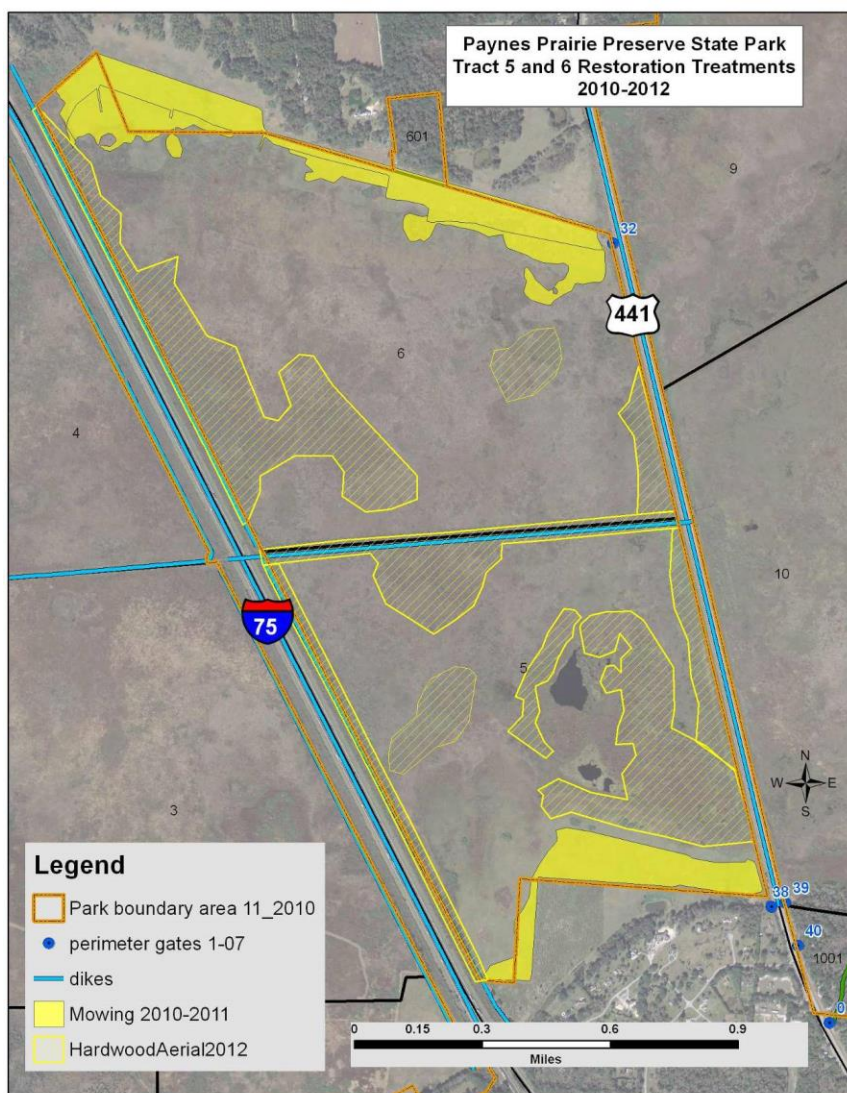 Paynes Prairie Preserve State Park
Tract 5 and 6 Restoration Treatments
2010-2012
601
9
32
441
6
4
10
75
5
N
W E
S
3
38 39
40
1001
0
Legend
Park boundary area 11_2010
perimeter gates 1-07
dikes
Mowing 2010-2011
HardwoodAerial2012
0 0.15 0.3 0.6 0.9
Miles